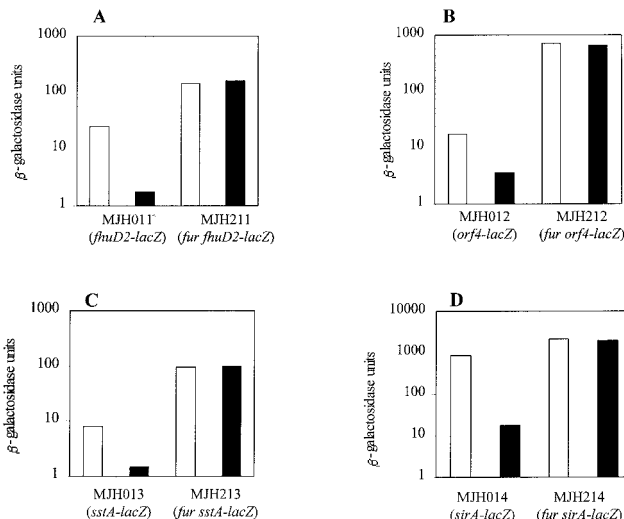 A
1000
100
10
1
β-galactosidase units
MJH011 MJH211
(fhuD2-lacZ) (fur fhuD2-lacZ)
B
1000
100
10
1
β-galactosidase units
MJH012 MJH212
(orf4-lacZ) (fur orf4-lacZ)
C
1000
100
10
1
β-galactosidase units
MJH013 MJH213
(sstA-lacZ) (fur sstA-lacZ)
D
10000
1000
100
10
1
β-galactosidase units
MJH014 MJH214
(sirA-lacZ) (fur sirA-lacZ)